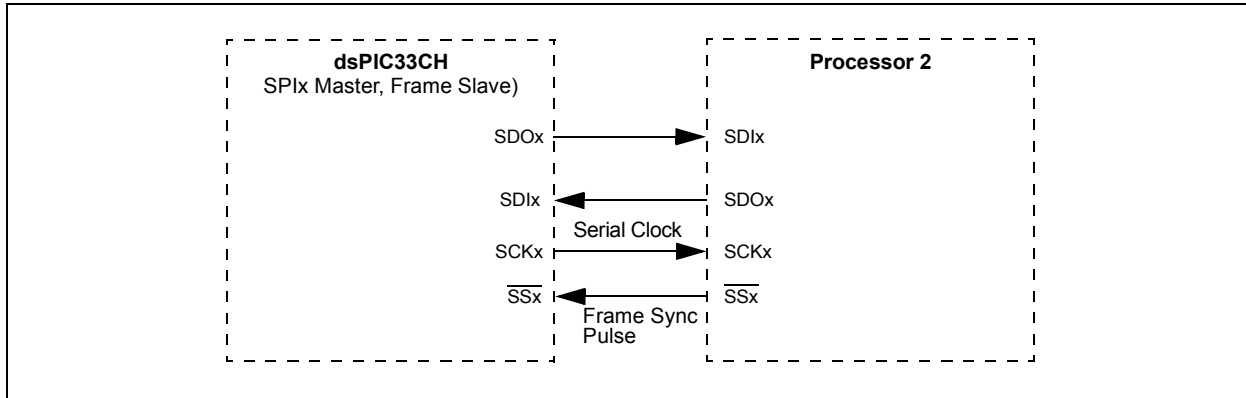 dsPIC33CH
SPIx Master, Frame Slave)
Processor 2
SDOx
SDIx
SDIx
SDOx
Serial Clock
SCKx
SCKx
SSx
SSx
Frame Sync
Pulse